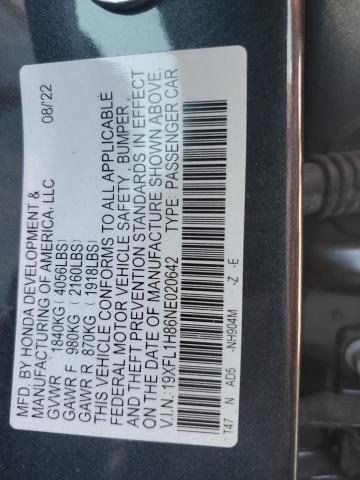 MFD. BY HONDA DEVELOPMENT &
MANUFACTURING OF AMERICA, LLC 08/22
GVWR 1840KG ( 4056LBS)
GAWR F 980KG ( 2160LBS)
GAWR R 870KG ( 1918LBS)
THIS VEHICLE CONFORMS TO ALL APPLICABLE
FEDERAL MOTOR VEHICLE SAFETY, BUMPER,
AND THEFT PREVENTION STANDARDS IN EFFECT
ON THE DATE OF MANUFACTURE SHOWN ABOVE.
V.I.N.: 19XFL1H86NE020642 TYPE: PASSENGER CAR
T47 N AD5 -NH904M -Z -E